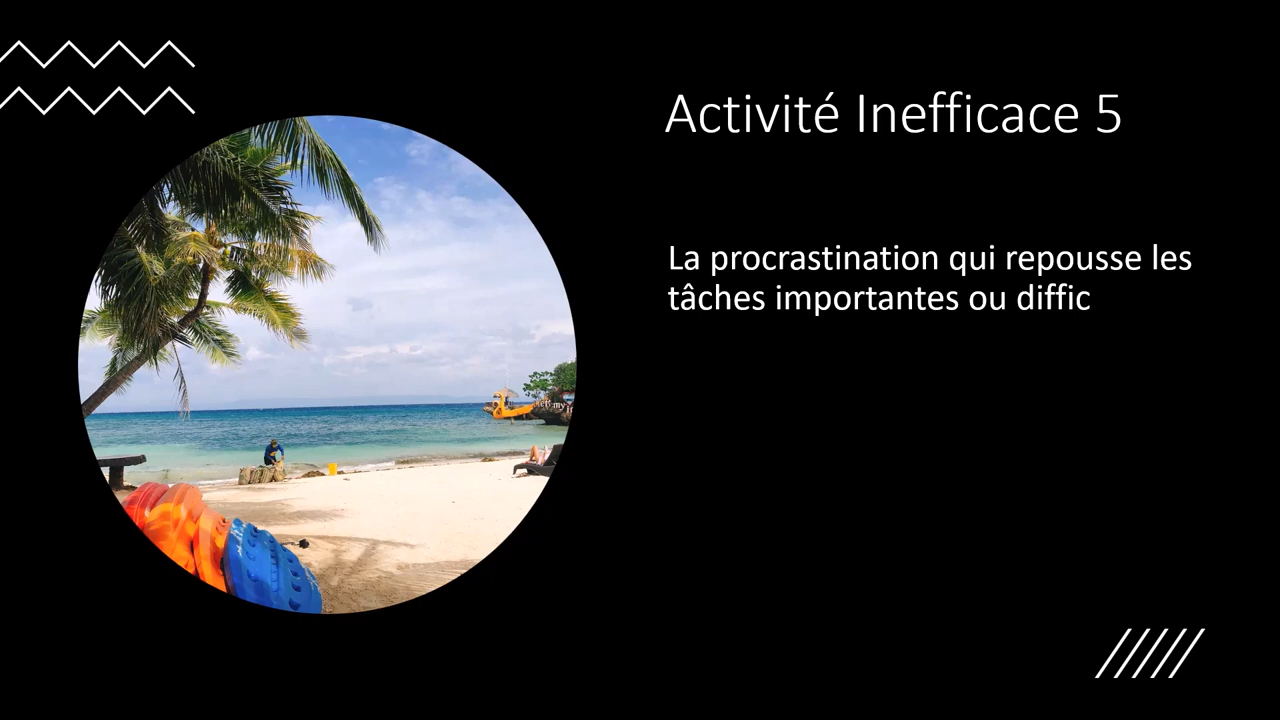 Activité Inefficace 5
La procrastination qui repousse les
tâches importantes ou diffic